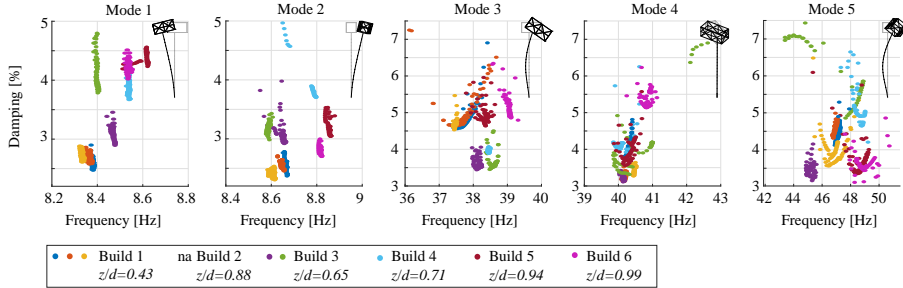 Mode 1 Mode 2 Mode 3 Mode 4 Mode 5
Damping [%]
5 4 3
5 4 3
7 6 5 4 3
7 6 5 4 3
7 6 5 4 3
8.2 8.4 8.6 8.8
8.4 8.6 8.8 9
36 38 40
40 41 42 43
42 44 46 48 50
Frequency [Hz] Frequency [Hz] Frequency [Hz] Frequency [Hz] Frequency [Hz]
Build 1 na Build 2 Build 3 Build 4 Build 5 Build 6
z/d=0.43 z/d=0.88 z/d=0.65 z/d=0.71 z/d=0.94 z/d=0.99